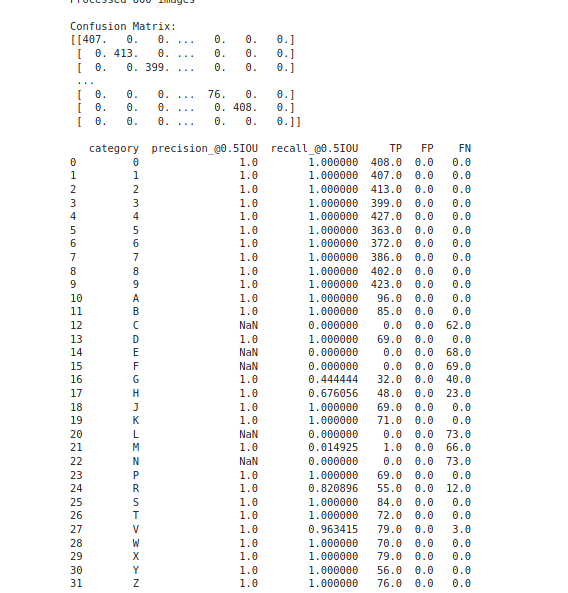 Processed 800 images
Confusion Matrix:
[[407.   0.   0. ...   0.   0.   0.]
 [  0. 413.   0. ...   0.   0.   0.]
 [  0.   0. 399. ...   0.   0.   0.]
 ...
 [  0.   0.   0. ...  76.   0.   0.]
 [  0.   0.   0. ...   0. 408.   0.]
 [  0.   0.   0. ...   0.   0.   0.]]
   category  precision_@0.5IOU  recall_@0.5IOU     TP   FP    FN
0         0                1.0        1.000000  408.0  0.0   0.0
1         1                1.0        1.000000  407.0  0.0   0.0
2         2                1.0        1.000000  413.0  0.0   0.0
3         3                1.0        1.000000  399.0  0.0   0.0
4         4                1.0        1.000000  427.0  0.0   0.0
5         5                1.0        1.000000  363.0  0.0   0.0
6         6                1.0        1.000000  372.0  0.0   0.0
7         7                1.0        1.000000  386.0  0.0   0.0
8         8                1.0        1.000000  402.0  0.0   0.0
9         9                1.0        1.000000  423.0  0.0   0.0
10        A                1.0        1.000000   96.0  0.0   0.0
11        B                1.0        1.000000   85.0  0.0   0.0
12        C                NaN        0.000000    0.0  0.0  62.0
13        D                1.0        1.000000   69.0  0.0   0.0
14        E                NaN        0.000000    0.0  0.0  68.0
15        F                NaN        0.000000    0.0  0.0  69.0
16        G                1.0        0.444444   32.0  0.0  40.0
17        H                1.0        0.676056   48.0  0.0  23.0
18        J                1.0        1.000000   69.0  0.0   0.0
19        K                1.0        1.000000   71.0  0.0   0.0
20        L                NaN        0.000000    0.0  0.0  73.0
21        M                1.0        0.014925    1.0  0.0  66.0
22        N                NaN        0.000000    0.0  0.0  73.0
23        P                1.0        1.000000   69.0  0.0   0.0
24        R                1.0        0.820896   55.0  0.0  12.0
25        S                1.0        1.000000   84.0  0.0   0.0
26        T                1.0        1.000000   72.0  0.0   0.0
27        V                1.0        0.963415   79.0  0.0   3.0
28        W                1.0        1.000000   70.0  0.0   0.0
29        X                1.0        1.000000   79.0  0.0   0.0
30        Y                1.0        1.000000   56.0  0.0   0.0
31        Z                1.0        1.000000   76.0  0.0   0.0